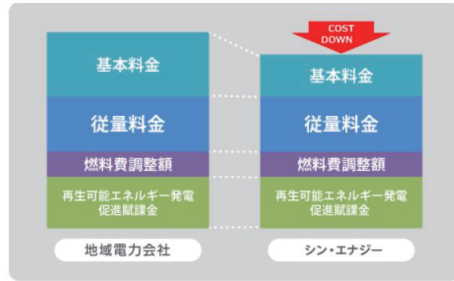 COST
DOWN
基本料金
従量料金
燃料費調整額
再生可能エネルギー発電
促進賦課金
地域電力会社
基本料金
従量料金
燃料費調整額
再生可能エネルギー発電
促進賦課金
シン・エナジー